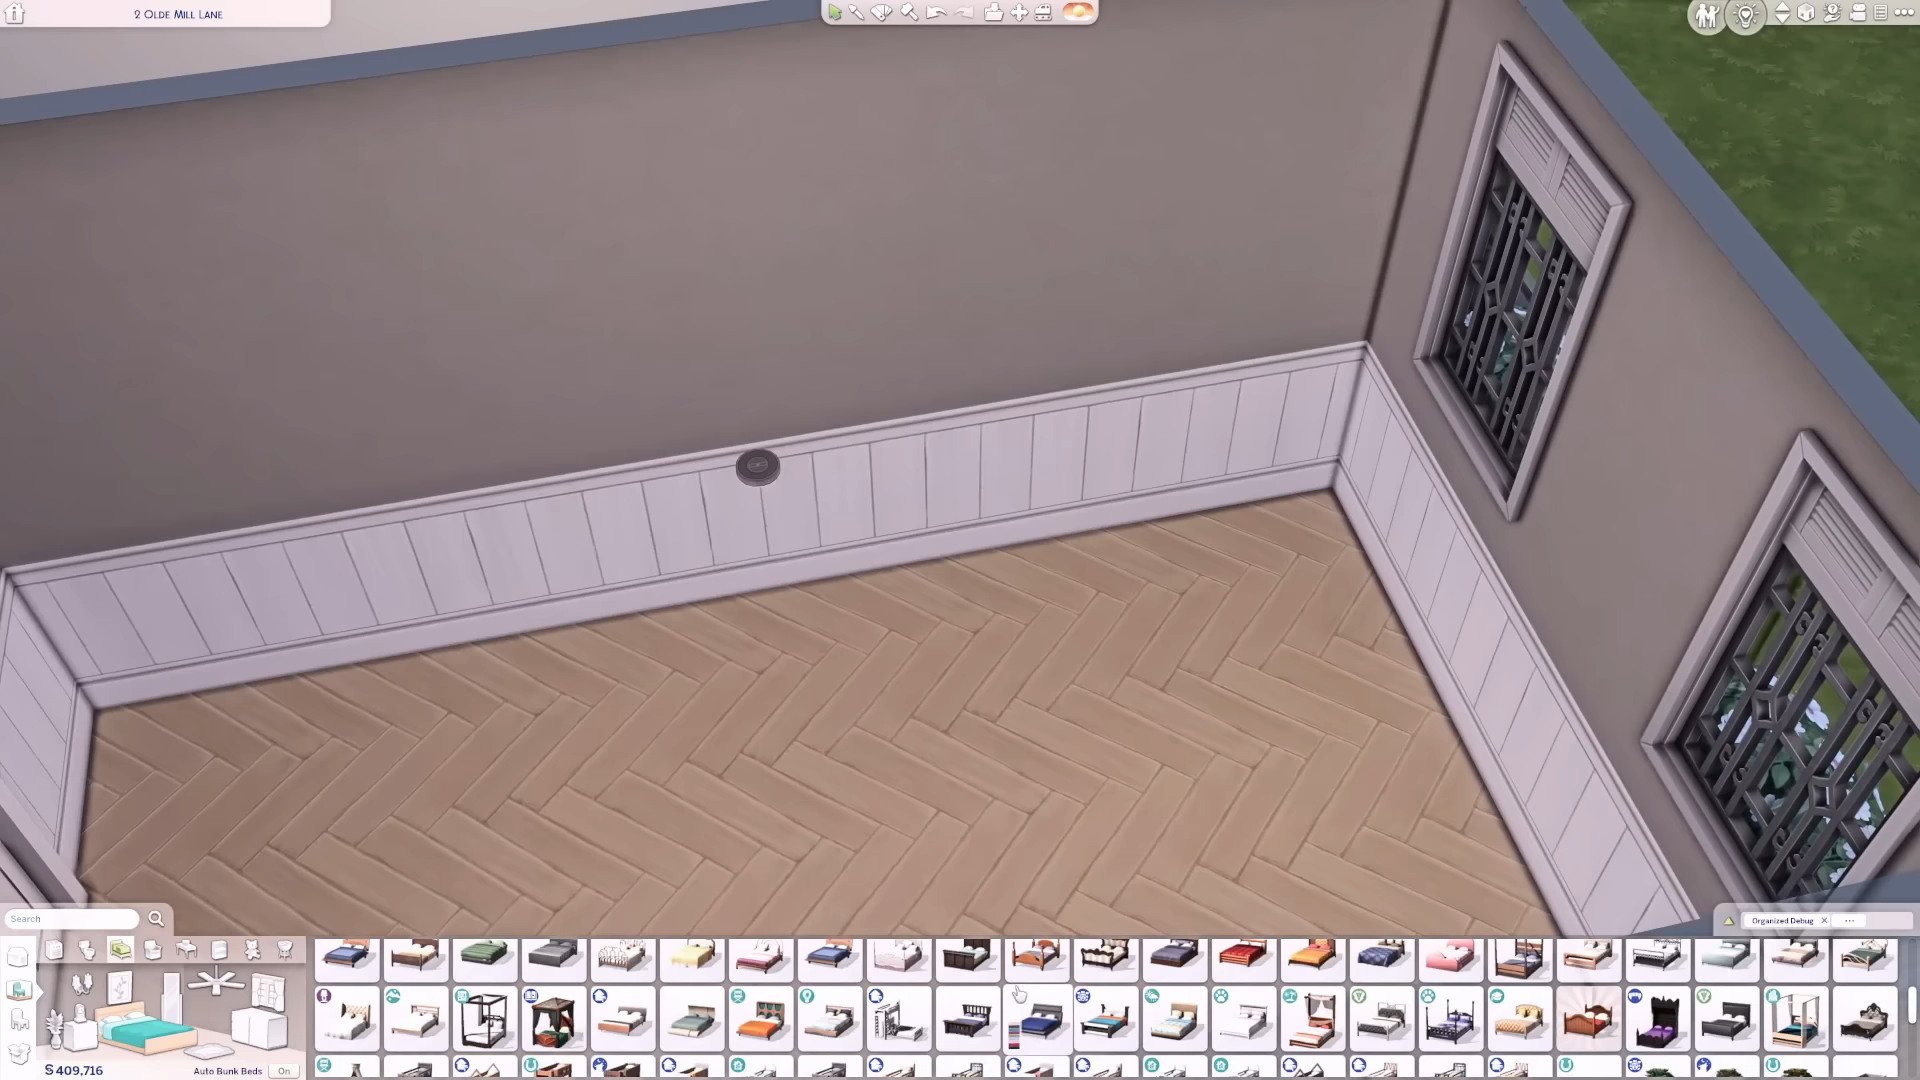 2 Olde Mill Lane
Search
Organized Debug
$409,716
Auto Bunk Beds
On